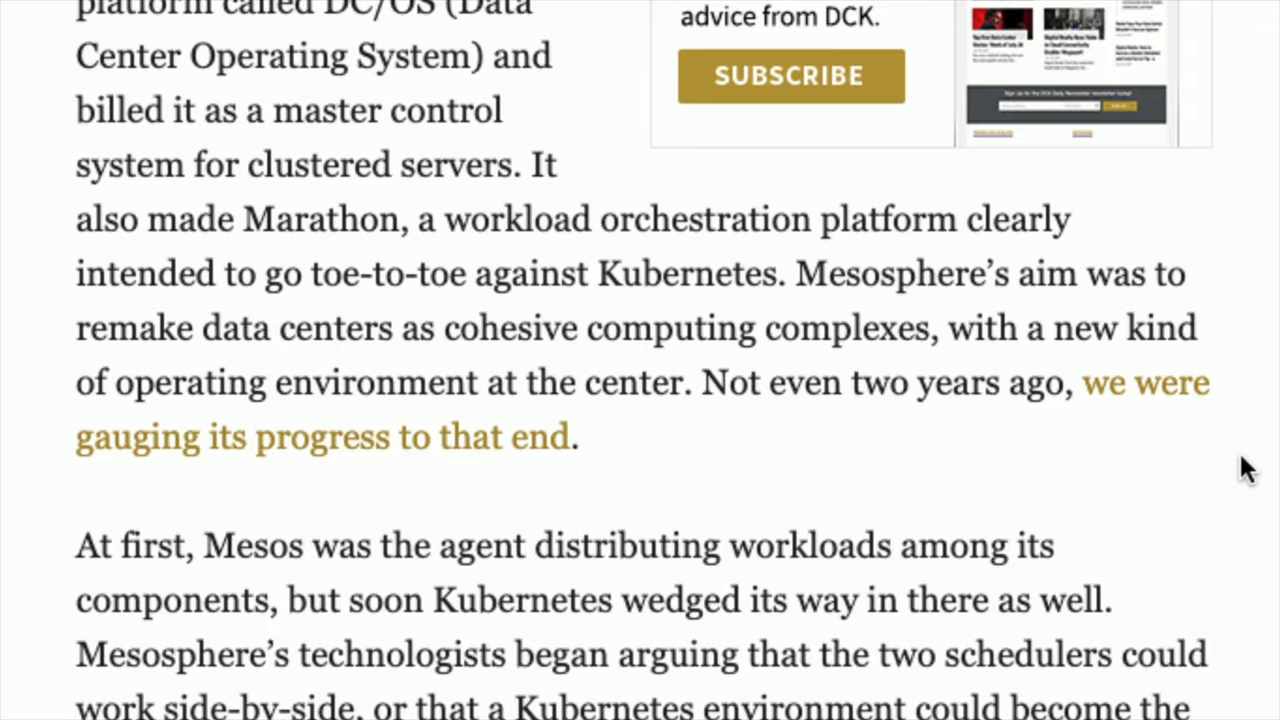 platform called DC/OS (Data
Center Operating System) and
billed it as a master control
system for clustered servers. It
also made Marathon, a workload orchestration platform clearly
intended to go toe-to-toe against Kubernetes. Mesosphere’s aim was to
remake data centers as cohesive computing complexes, with a new kind
of operating environment at the center. Not even two years ago, we were
gauging its progress to that end.
At first, Mesos was the agent distributing workloads among its
components, but soon Kubernetes wedged its way in there as well.
Mesosphere’s technologists began arguing that the two schedulers could
work side-by-side, or that a Kubernetes environment could become the
advice from DCK.
SUBSCRIBE